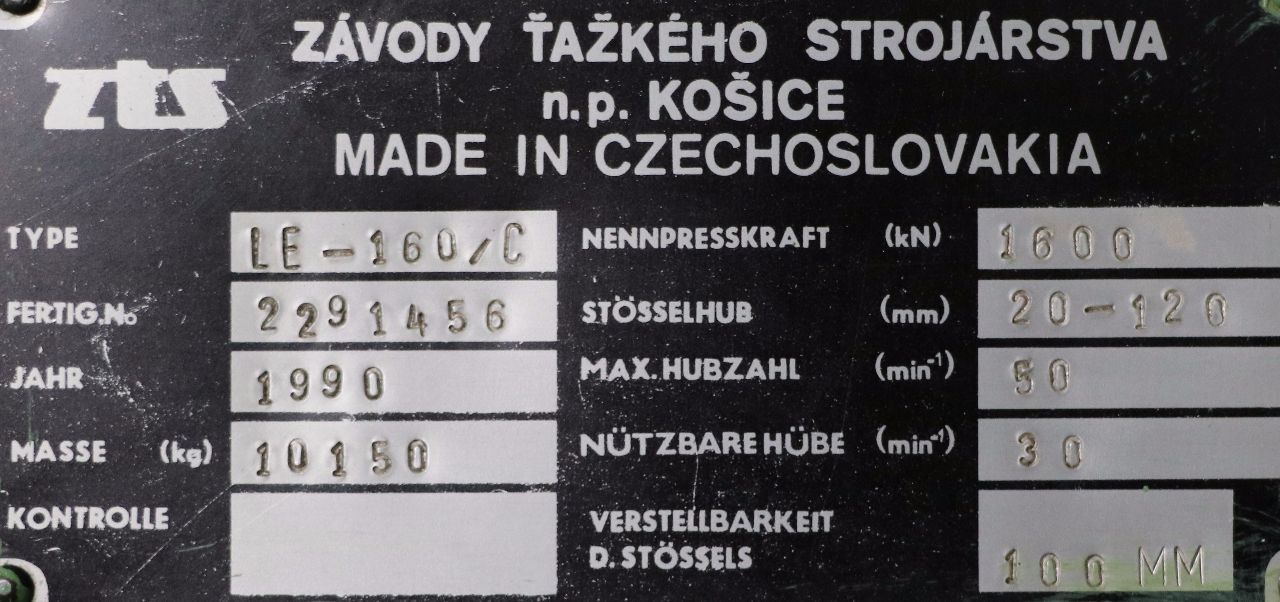 zts
ZÁVODY ŤAŽKÉHO STROJÁRSTVA
n.p. KOŠICE
MADE IN CZECHOSLOVAKIA
TYPE LE-160/C NENNPRESSKRAFT (kN) 1600
FERTIG.No 2291456 STÖSSELHUB (mm) 20-120
JAHR 1990 MAX. HUBZAHL (min⁻¹) 50
MASSE (kg) 10150 NÜTZBARE HÜBE (min⁻¹) 30
KONTROLLE VERSTELLBARKEIT
D. STÖSSELS 100 MM